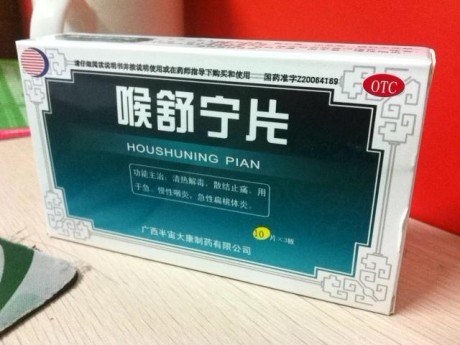 请仔细阅读说明书并按说明使用或在药师指导下购买和使用
国药准字Z20064169
OTC
喉舒宁片
HOUSHUNING PIAN
功能主治：清热解毒，散结止痛。用
于急、慢性咽炎，急性扁桃体炎。
10片×3板
广西半宙大康制药有限公司